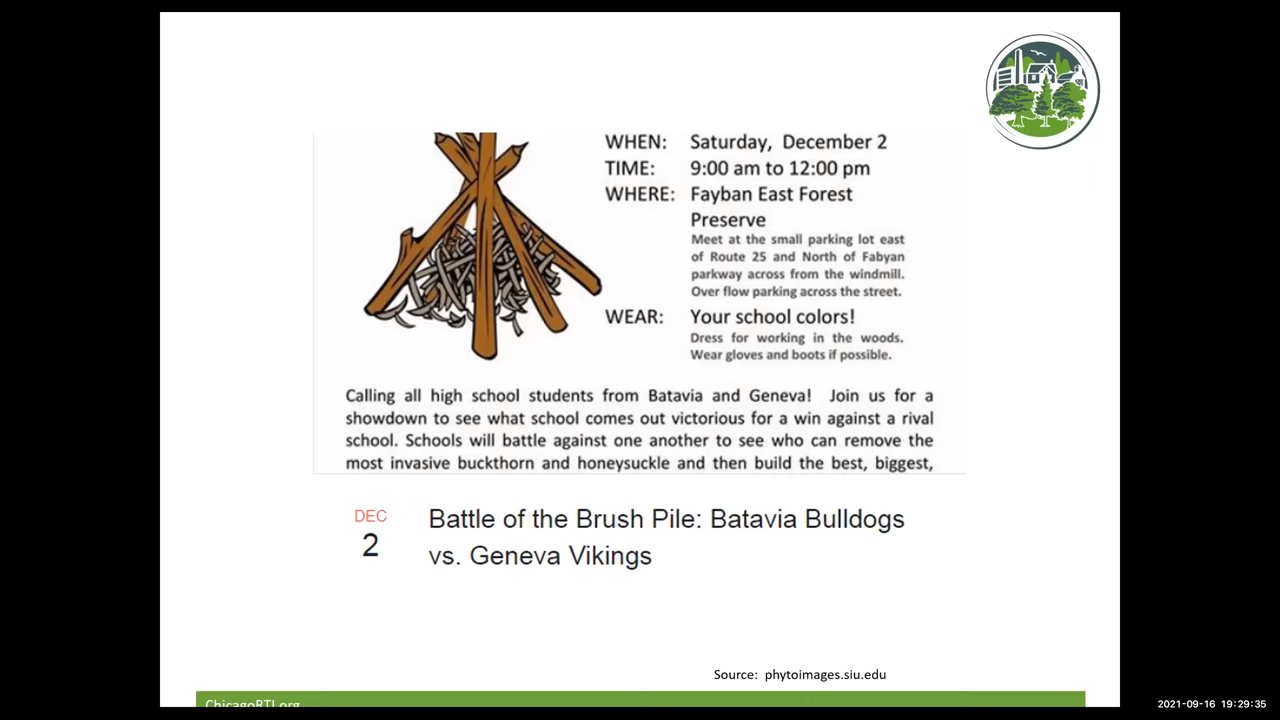 WHEN: Saturday, December 2
TIME: 9:00 am to 12:00 pm
WHERE: Fayban East Forest
Preserve
Meet at the small parking lot east
of Route 25 and North of Fabyan
parkway across from the windmill.
Over flow parking across the street.
WEAR: Your school colors!
Dress for working in the woods.
Wear gloves and boots if possible.
Calling all high school students from Batavia and Geneva! Join us for a
showdown to see what school comes out victorious for a win against a rival
school. Schools will battle against one another to see who can remove the
most invasive buckthorn and honeysuckle and then build the best, biggest,
DEC
2
Battle of the Brush Pile: Batavia Bulldogs
vs. Geneva Vikings
Source: phytoimages.siu.edu
ChicagoRTI.org
2021-09-16 19:29:35